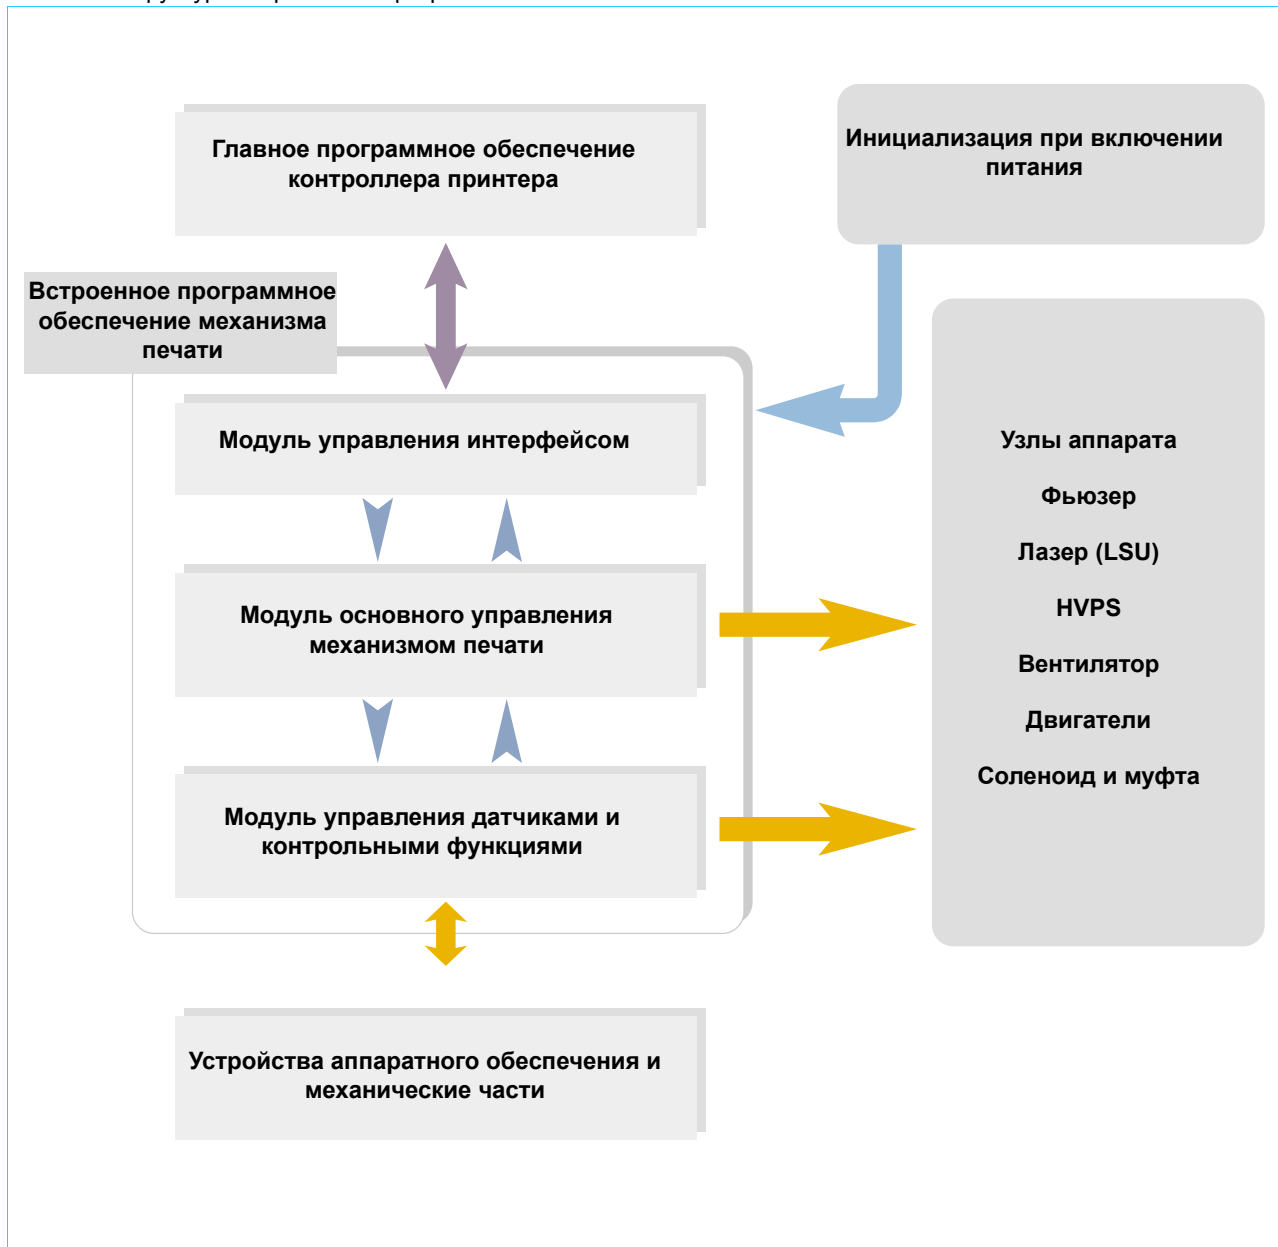 Главное программное обеспечение
контроллера принтера
Инициализация при включении
питания
Встроенное программное
обеспечение механизма
печати
Модуль управления интерфейсом
Модуль основного управления
механизмом печати
Модуль управления датчиками и
контрольными функциями
Узлы аппарата
Фьюзер
Лазер (LSU)
HVPS
Вентилятор
Двигатели
Соленоид и муфта
Устройства аппаратного обеспечения и
механические части